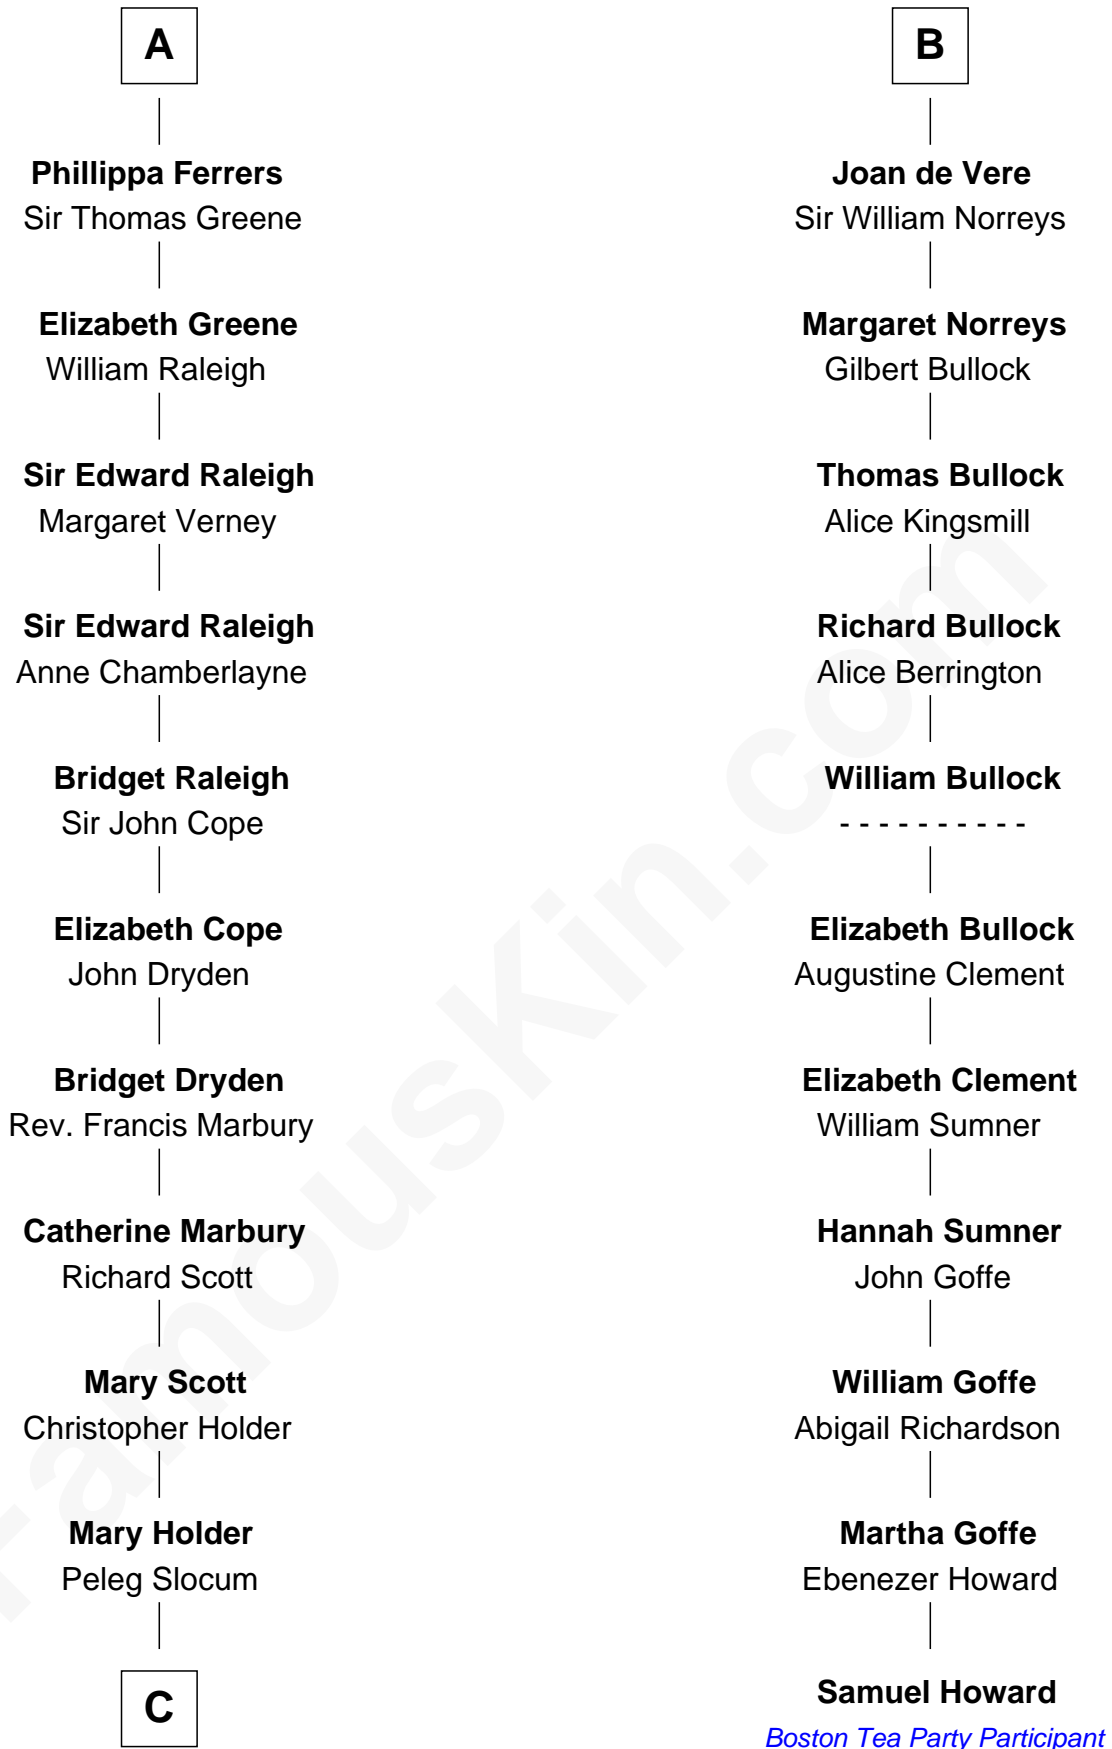 A
Phillippa Ferrers
Sir Thomas Greene
Elizabeth Greene
William Raleigh
Sir Edward Raleigh
Margaret Verney
Sir Edward Raleigh
Anne Chamberlayne
Bridget Raleigh
Sir John Cope
Elizabeth Cope
John Dryden
Bridget Dryden
Rev. Francis Marbury
Catherine Marbury
Richard Scott
Mary Scott
Christopher Holder
Mary Holder
Peleg Slocum
C
B
Joan de Vere
Sir William Norreys
Margaret Norreys
Gilbert Bullock
Thomas Bullock
Alice Kingsmill
Richard Bullock
Alice Berrington
William Bullock
- - - - - - - - - -
Elizabeth Bullock
Augustine Clement
Elizabeth Clement
William Sumner
Hannah Sumner
John Goffe
William Goffe
Abigail Richardson
Martha Goffe
Ebenezer Howard
Samuel Howard
Boston Tea Party Participant
FamousKin.com